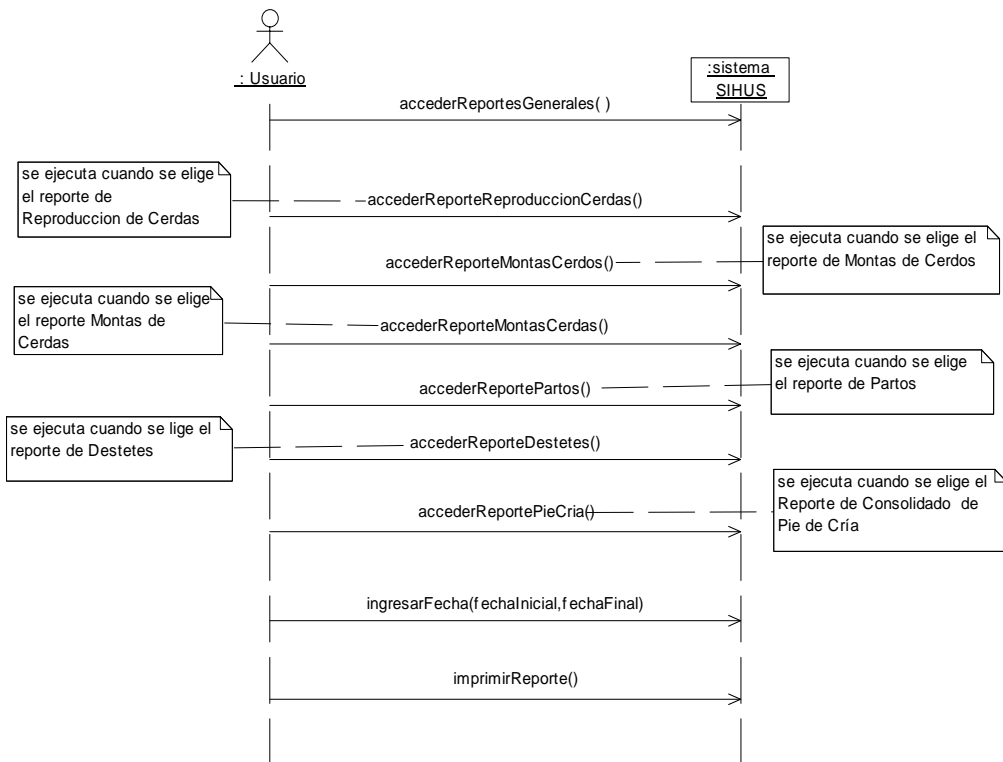 : Usuario
:sistema
SIHUS
accederReportesGenerales( )
se ejecuta cuando se elige
el reporte de
Reproduccion de Cerdas
accederReporteReproduccionCerdas()
accederReporteMontasCerdos()
se ejecuta cuando se elige el
reporte de Montas de Cerdos
se ejecuta cuando se elige
el reporte Montas de
Cerdas
accederReporteMontasCerdas()
accederReportePartos()
se ejecuta cuando se elige
el reporte de Partos
se ejecuta cuando se lige el
reporte de Destetes
accederReporteDestetes()
accederReportePieCria()
se ejecuta cuando se elige el
Reporte de Consolidado de
Pie de Cría
ingresarFecha(fechaInicial,fechaFinal)
imprimirReporte()